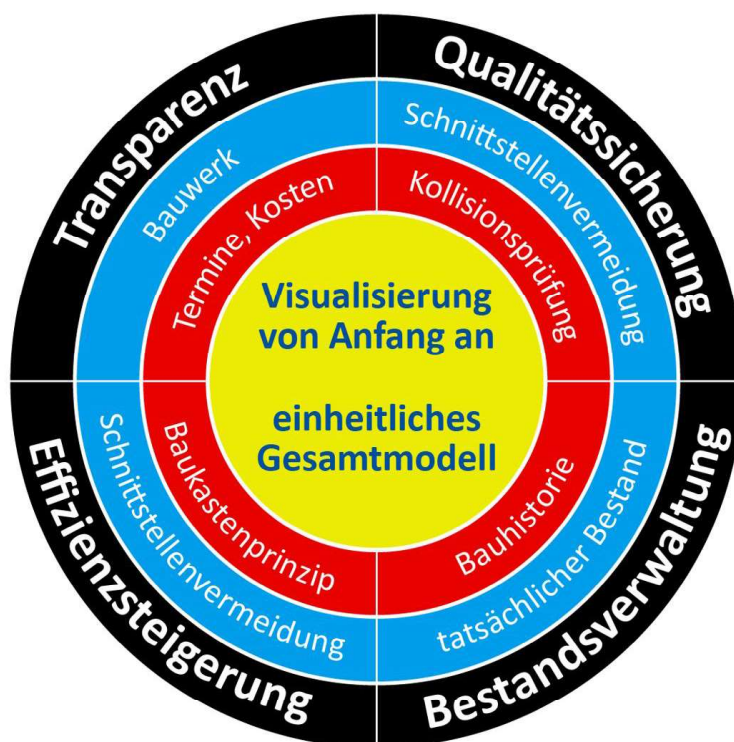 Transparenz
Bauwerk
Termine, Kosten
Qualitätssicherung
Schnittstellenvermeidung
Kollisionsprüfung
Visualisierung
von Anfang an
einheitliches
Gesamtmodell
Effizienzsteigerung
Schnittstellenvermeidung
Baukastenprinzip
Bestandsverwaltung
tatsächlicher Bestand
Bauhistorie